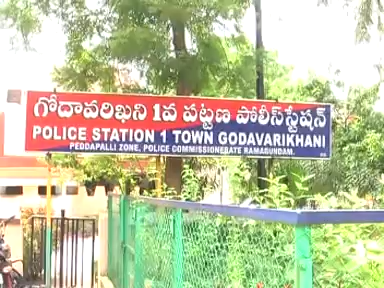 గోదావరిఖని 1వ పట్టణ పోలీస్‌స్టేషన్
POLICE STATION 1 TOWN GODAVARIKHANI
PEDDAPALLI ZONE, POLICE COMMISSIONERATE RAMAGUNDAM.